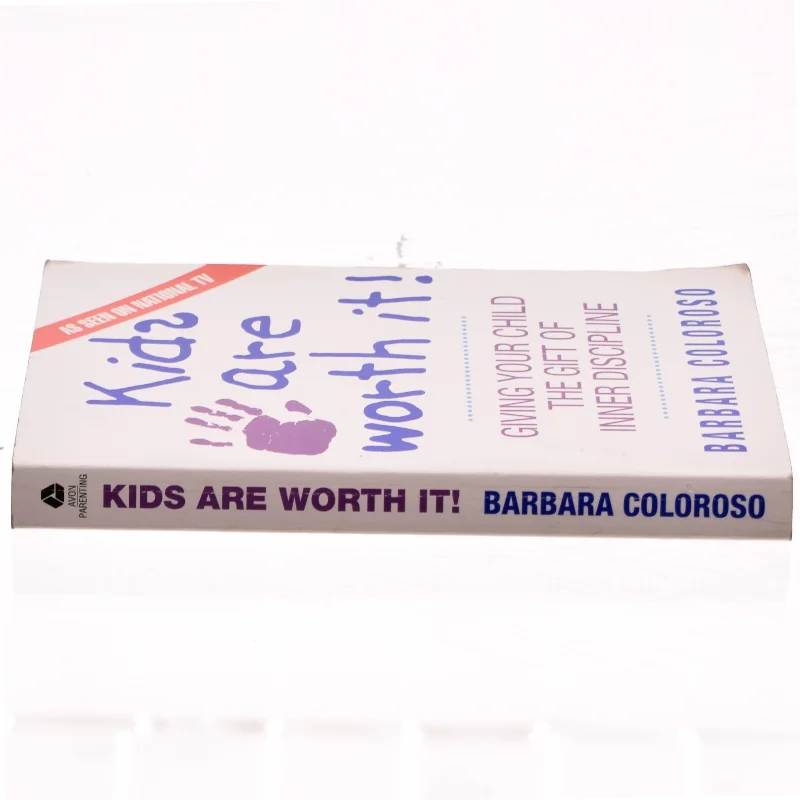 AS SEEN ON NATIONAL TV
Kids
are
worth it!
GIVING YOUR CHILD
THE GIFT OF
INNER DISCIPLINE
BARBARA COLOROSO
AVON
PARENTING
KIDS ARE WORTH IT!
BARBARA COLOROSO